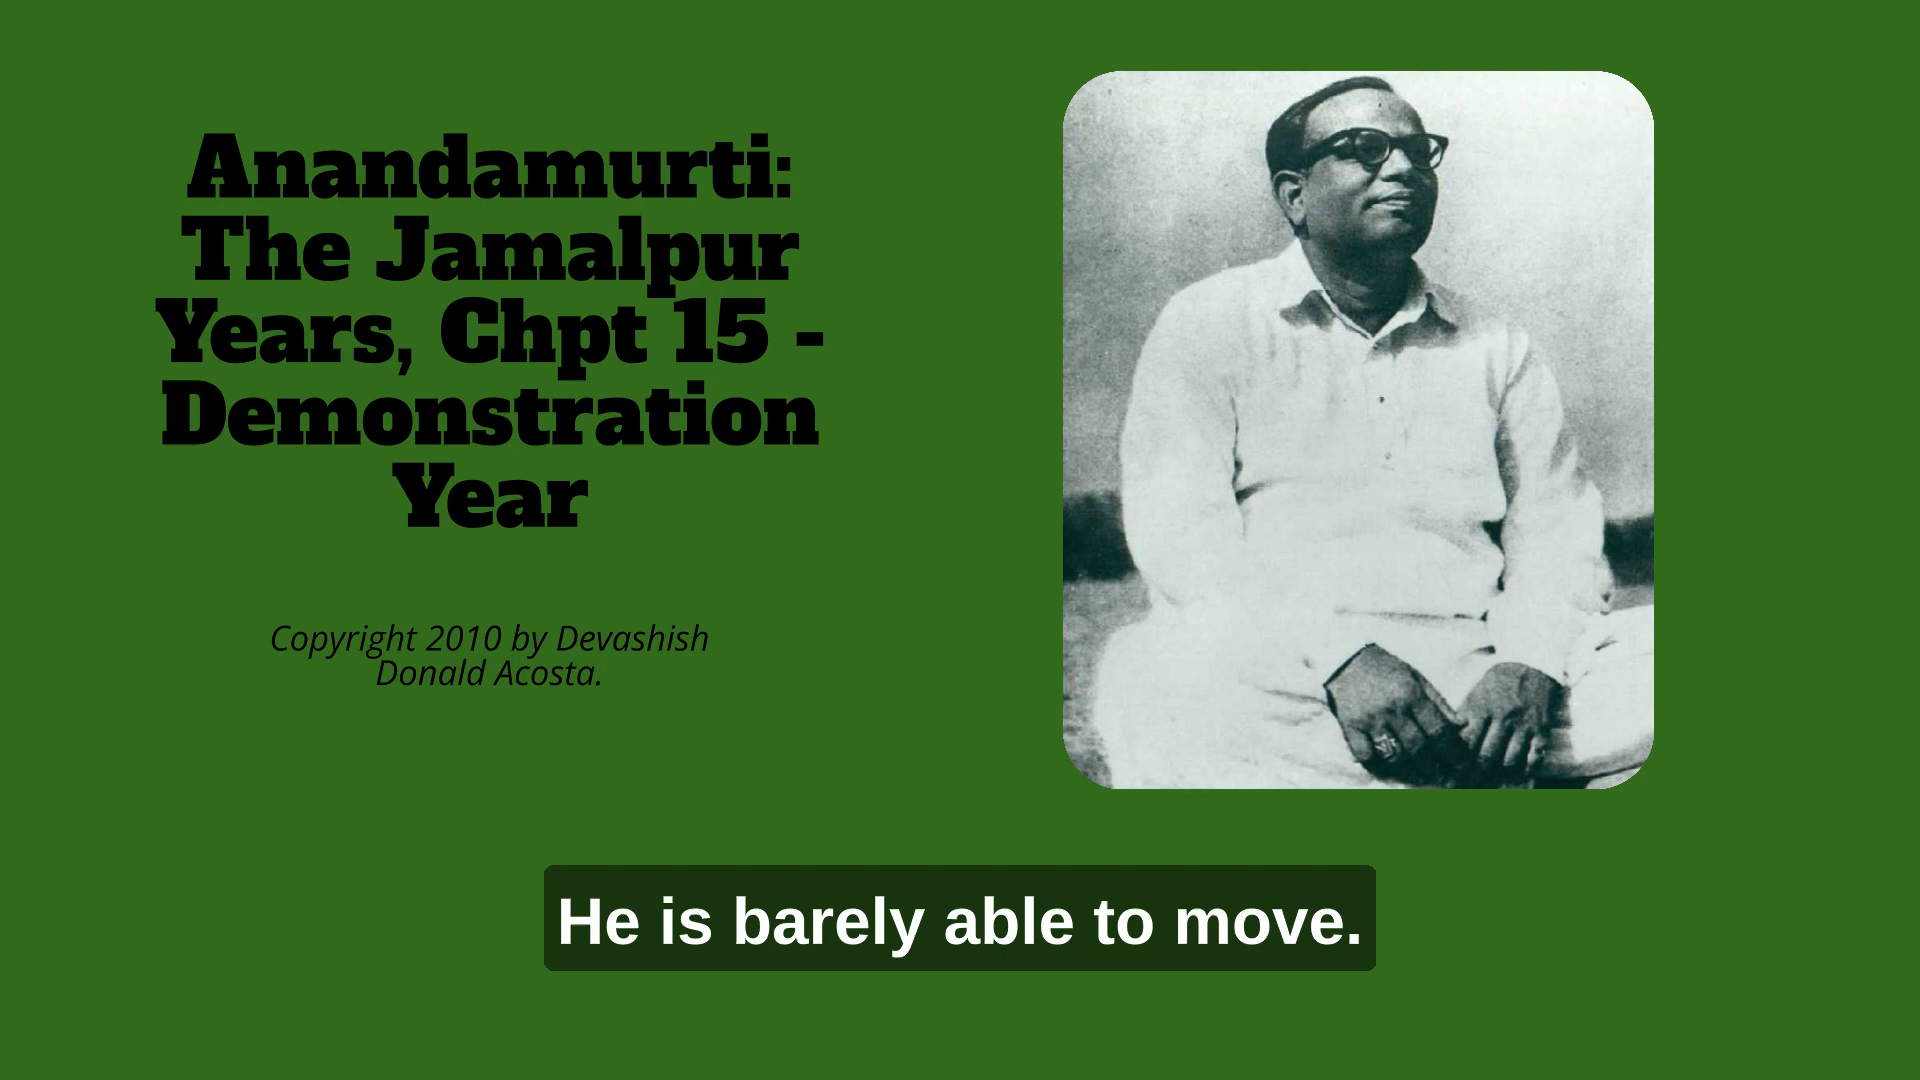 Anandamurti:
The Jamalpur
Years, Chpt 15 -
Demonstration
Year
Copyright 2010 by Devashish
Donald Acosta.
He is barely able to move.